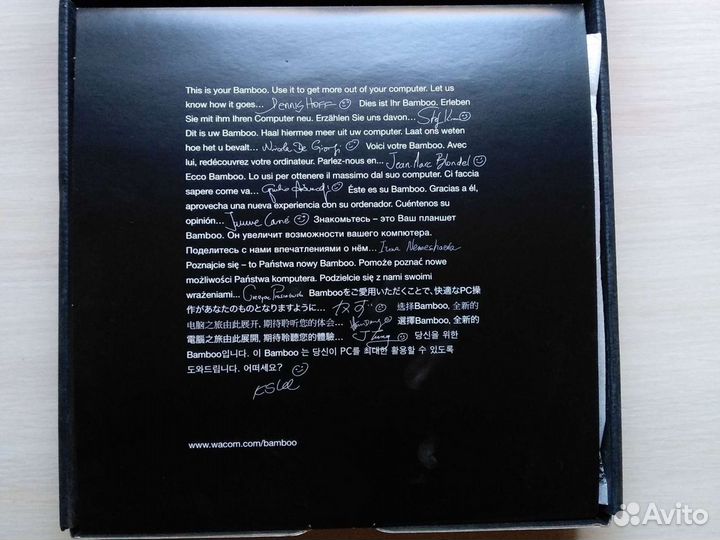 This is your Bamboo. Use it to get more out of your computer. Let us
know how it goes... Dennis Hoff Dies ist Ihr Bamboo. Erleben
Sie mit ihm Ihren Computer neu. Erzählen Sie uns davon...
Dit is uw Bamboo. Haal hiermee meer uit uw computer. Laat ons weten
hoe het u bevalt... Nicola De Giorgi Voici votre Bamboo. Avec
lui, redécouvrez votre ordinateur. Parlez-nous en... Jean-Marc Blondel
Ecco Bamboo. Lo usi per ottenere il massimo dal suo computer. Ci faccia
sapere come va... Giulio Éste es su Bamboo. Gracias a él,
aprovecha una nueva experiencia con su ordenador. Cuéntenos su
opinión... Знакомьтесь – это Ваш планшет
Bamboo. Он увеличит возможности вашего компютера.
Поделитесь с нами впечатлениями о нём... Irina Nemeshaeva
Poznajcie się – to Państwa nowy Bamboo. Pomoże poznać nowe
możliwości Państwa komputera. Podzielcie się z nami swoimi
wrażeniami... Bambooをご愛用いただくことで、快適なPC操
作があなたのものとなりますように... 选择Bamboo, 全新的
电脑之旅由此展开, 期待聆听您的体会... 選擇Bamboo, 全新的
電腦之旅由此展開, 期待聆聽您的體驗... J Tung 당신을 위한
Bamboo입니다. 이 Bamboo 는 당신이 PC를 최대한 활용할 수 있도록
도와드립니다. 어떠세요?
KS Lee
www.wacom.com/bamboo
Avito